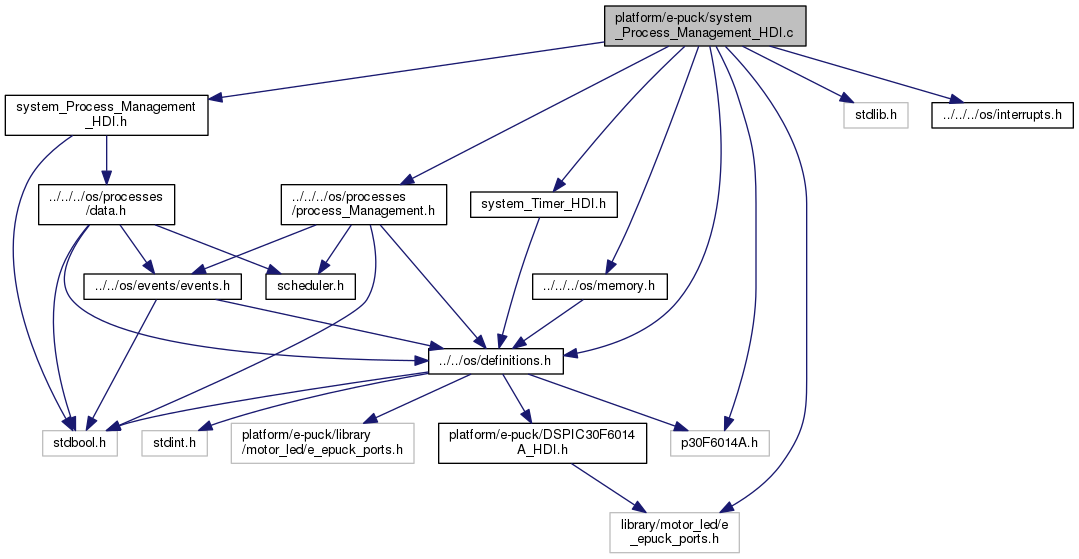 platform/e-puck/system
_Process_Management_HDI.c
system_Process_Management
_HDI.h
stdlib.h
../../../os/interrupts.h
../../../os/processes
/data.h
../../../os/processes
/process_Management.h
system_Timer_HDI.h
../../os/events/events.h
scheduler.h
../../../os/memory.h
../../os/definitions.h
stdbool.h
stdint.h
platform/e-puck/library
/motor_led/e_epuck_ports.h
platform/e-puck/DSPIC30F6014
A_HDI.h
p30F6014A.h
library/motor_led/e
_epuck_ports.h